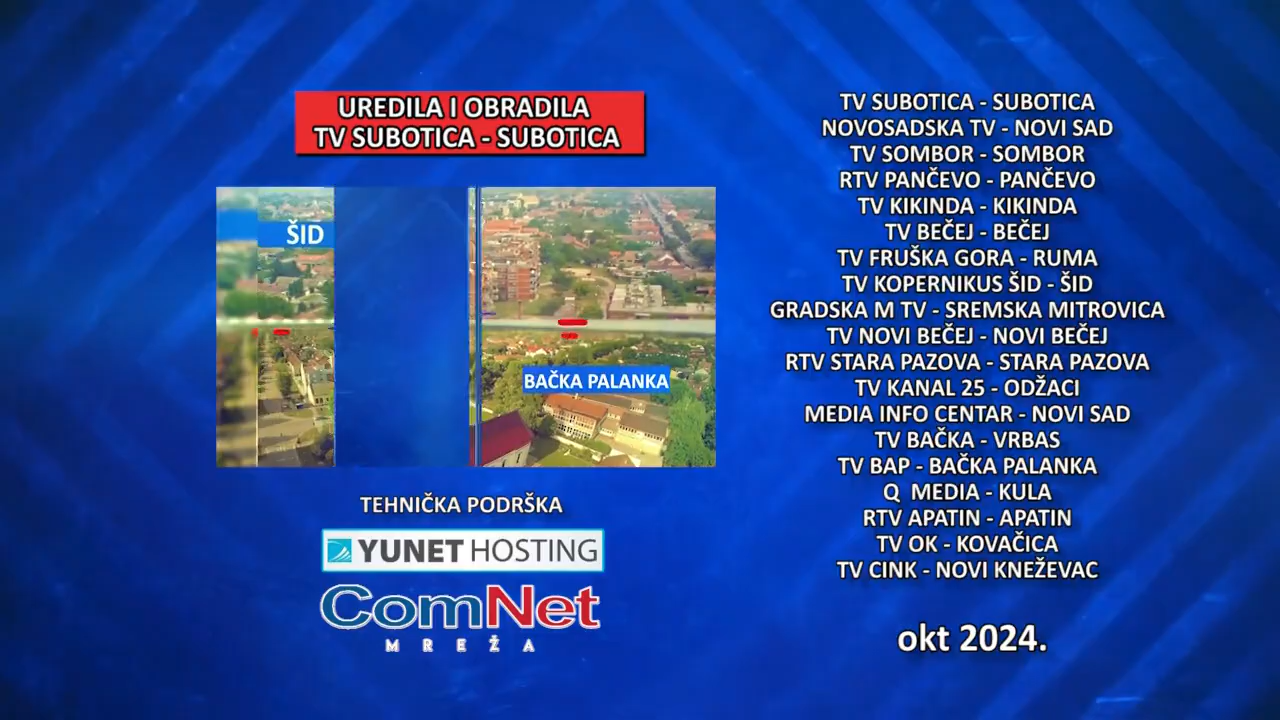 UREDILA I OBRADILA
TV SUBOTICA - SUBOTICA
ŠID
BAČKA PALANKA
TEHNIČKA PODRŠKA
YUNET HOSTING
ComNet
MREŽA
TV SUBOTICA - SUBOTICA
NOVOSADSKA TV - NOVI SAD
TV SOMBOR - SOMBOR
RTV PANČEVO - PANČEVO
TV KIKINDA - KIKINDA
TV BEČEJ - BEČEJ
TV FRUŠKA GORA - RUMA
TV KOPERNIKUS ŠID - ŠID
GRADSKA M TV - SREMSKA MITROVICA
TV NOVI BEČEJ - NOVI BEČEJ
RTV STARA PAZOVA - STARA PAZOVA
TV KANAL 25 - ODŽACI
MEDIA INFO CENTAR - NOVI SAD
TV BAČKA - VRBAS
TV BAP - BAČKA PALANKA
Q MEDIA - KULA
RTV APATIN - APATIN
TV OK - KOVAČICA
TV CINK - NOVI KNEŽEVAC
okt 2024.